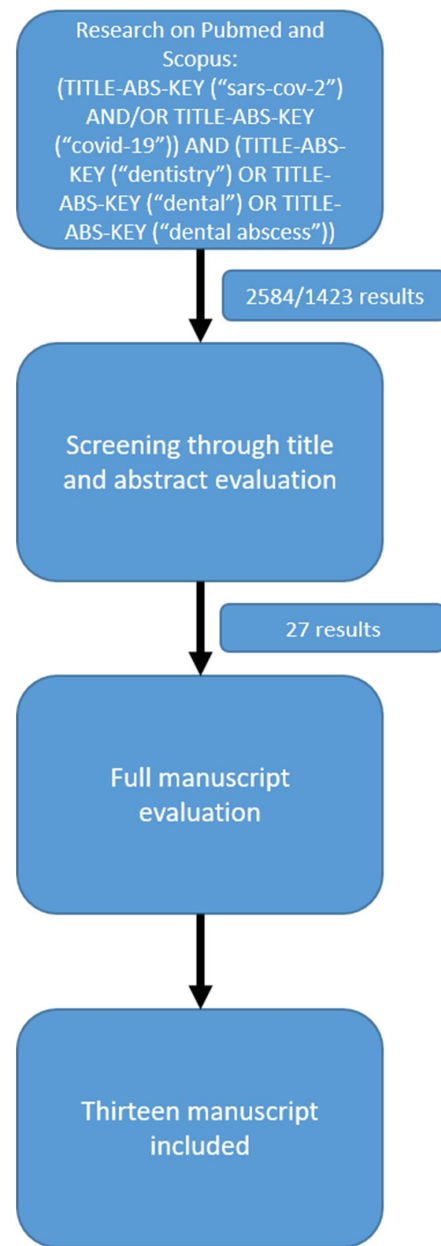 Research on Pubmed and
Scopus:
(TITLE-ABS-KEY (“sars-cov-2”)
AND/OR TITLE-ABS-KEY
(“covid-19”)) AND (TITLE-ABS-
KEY (“dentistry”) OR TITLE-
ABS-KEY (“dental”) OR TITLE-
ABS-KEY (“dental abscess”))
2584/1423 results
Screening through title
and abstract evaluation
27 results
Full manuscript
evaluation
Thirteen manuscript
included